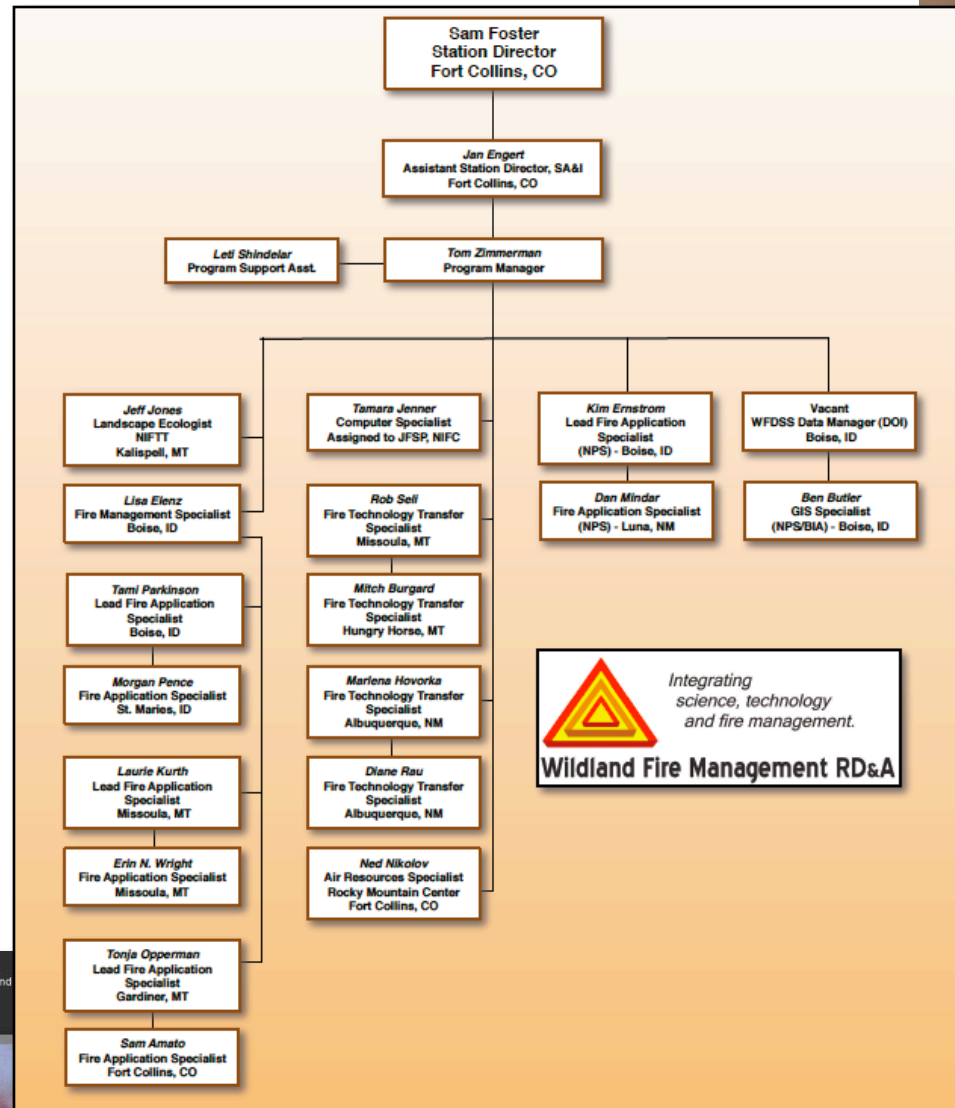 Sam Foster
Station Director
Fort Collins, CO
Jan Engert
Assistant Station Director, SA&I
Fort Collins, CO
Leti Shindelar
Program Support Asst.
Tom Zimmerman
Program Manager
Jeff Jones
Landscape Ecologist
NIFTT
Kalispell, MT
Lisa Elenz
Fire Management Specialist
Boise, ID
Tami Parkinson
Lead Fire Application
Specialist
Boise, ID
Morgan Pence
Fire Application Specialist
St. Maries, ID
Laurie Kurth
Lead Fire Application
Specialist
Missoula, MT
Erin N. Wright
Fire Application Specialist
Missoula, MT
Tonja Opperman
Lead Fire Application
Specialist
Gardiner, MT
Sam Amato
Fire Application Specialist
Fort Collins, CO
Tamara Jenner
Computer Specialist
Assigned to JFSP, NIFC
Rob Seli
Fire Technology Transfer
Specialist
Missoula, MT
Mitch Burgard
Fire Technology Transfer
Specialist
Hungry Horse, MT
Marlena Hovorka
Fire Technology Transfer
Specialist
Albuquerque, NM
Diane Rau
Fire Technology Transfer
Specialist
Albuquerque, NM
Ned Nikolov
Air Resources Specialist
Rocky Mountain Center
Fort Collins, CO
Kim Ernstrom
Lead Fire Application
Specialist
(NPS) - Boise, ID
Dan Mindar
Fire Application Specialist
(NPS) - Luna, NM
Vacant
WFDSS Data Manager (DOI)
Boise, ID
Ben Butler
GIS Specialist
(NPS/BIA) - Boise, ID
Integrating
science, technology
and fire management.
Wildland Fire Management RD&A